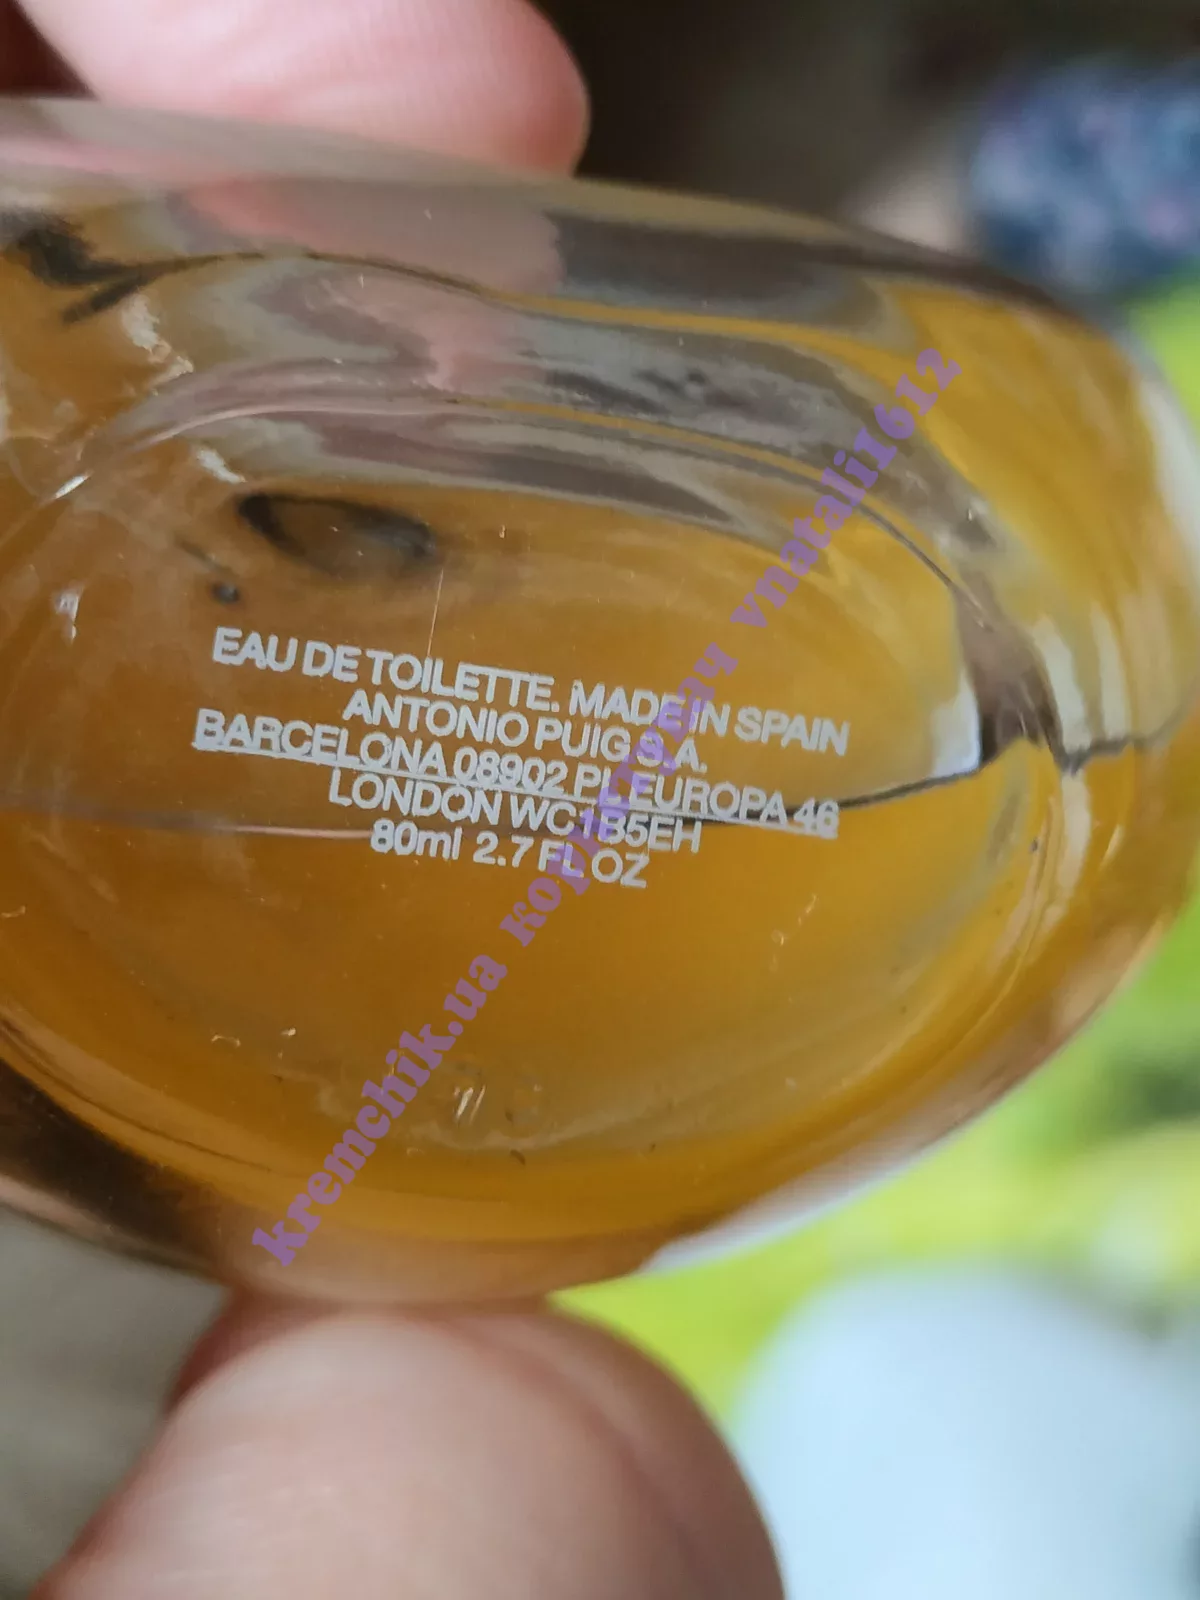 EAU DE TOILETTE. MADE IN SPAIN
ANTONIO PUIG S.A.
BARCELONA 08902 PL EUROPA 46
LONDON WC1B5EH
80ml 2.7 FL OZ
kremchik.ua копірайт vnatali1612